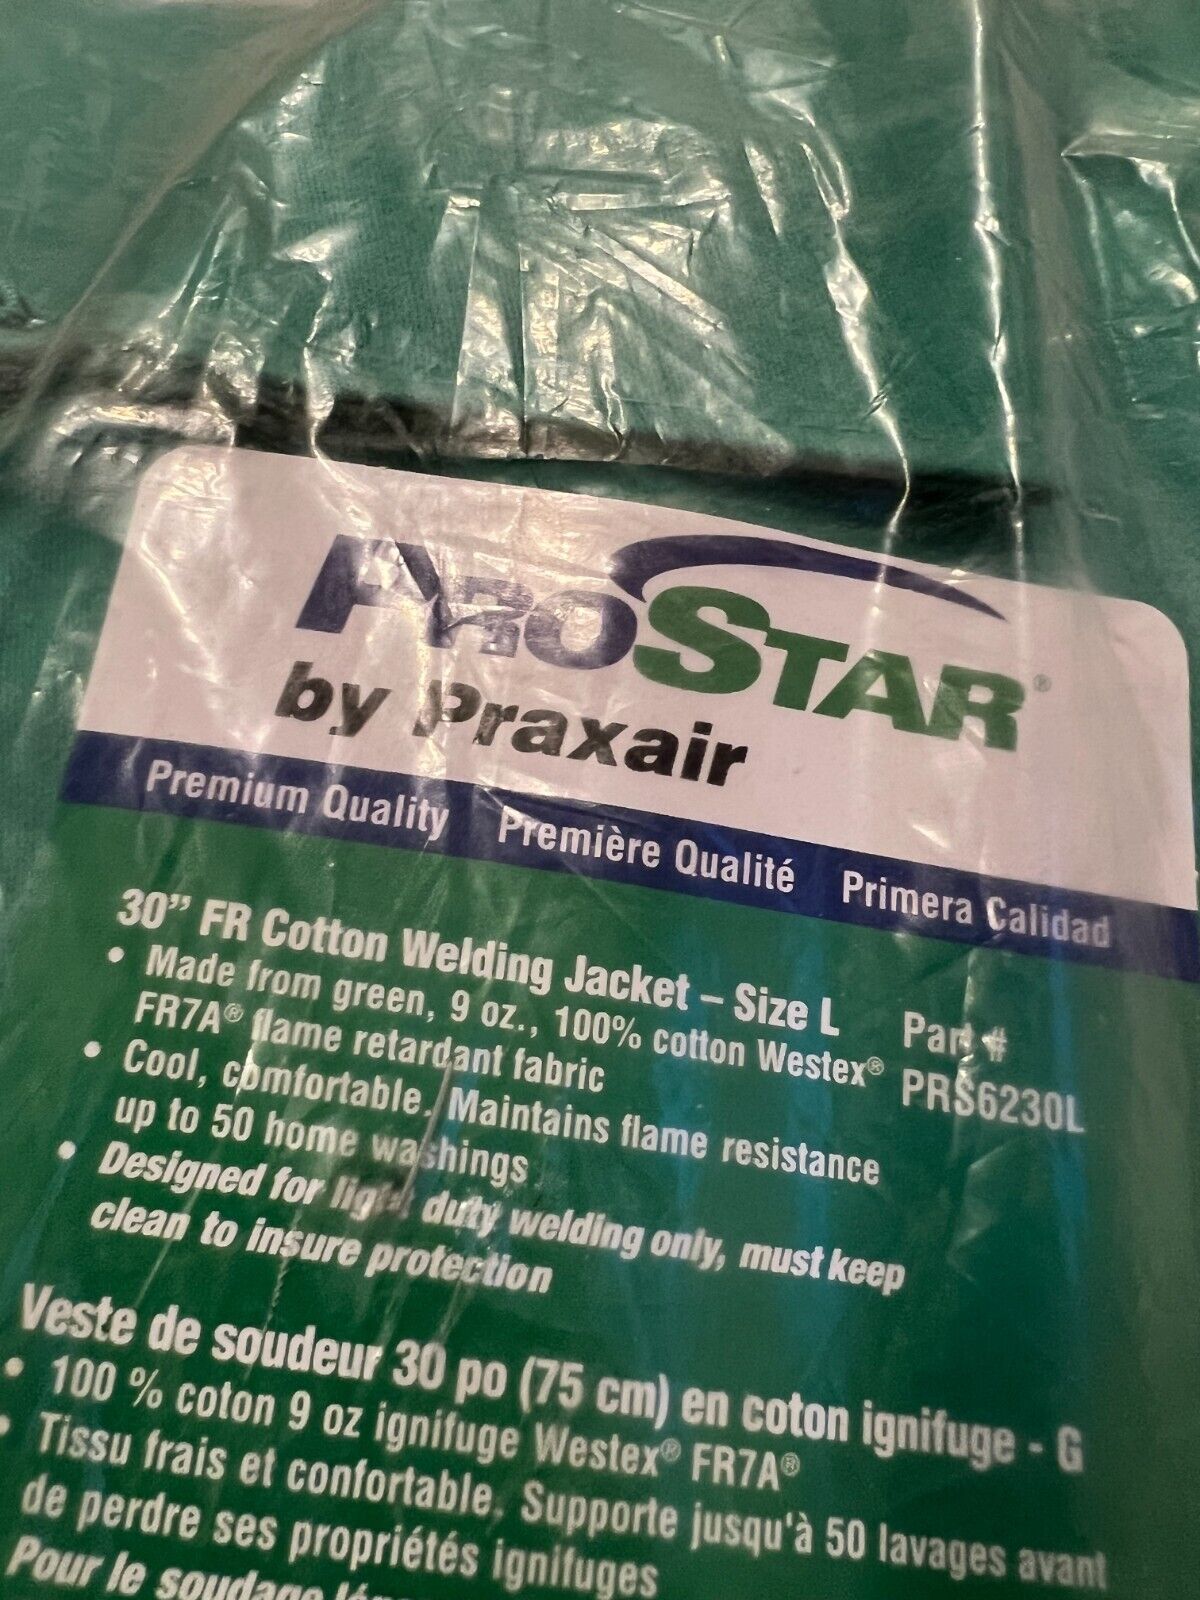 PROSTAR®
by Praxair
Premium Quality Première Qualité Primera Calidad
30” FR Cotton Welding Jacket – Size L
Part #
PRS6230L
• Made from green, 9 oz., 100% cotton Westex®
FR7A® flame retardant fabric
• Cool, comfortable. Maintains flame resistance
up to 50 home washings
• Designed for light duty welding only, must keep
clean to insure protection
Veste de soudeur 30 po (75 cm) en coton ignifuge - G
• 100 % coton 9 oz ignifuge Westex® FR7A®
• Tissu frais et confortable. Supporte jusqu'à 50 lavages avant
de perdre ses propriétés ignifuges
Pour le soudage